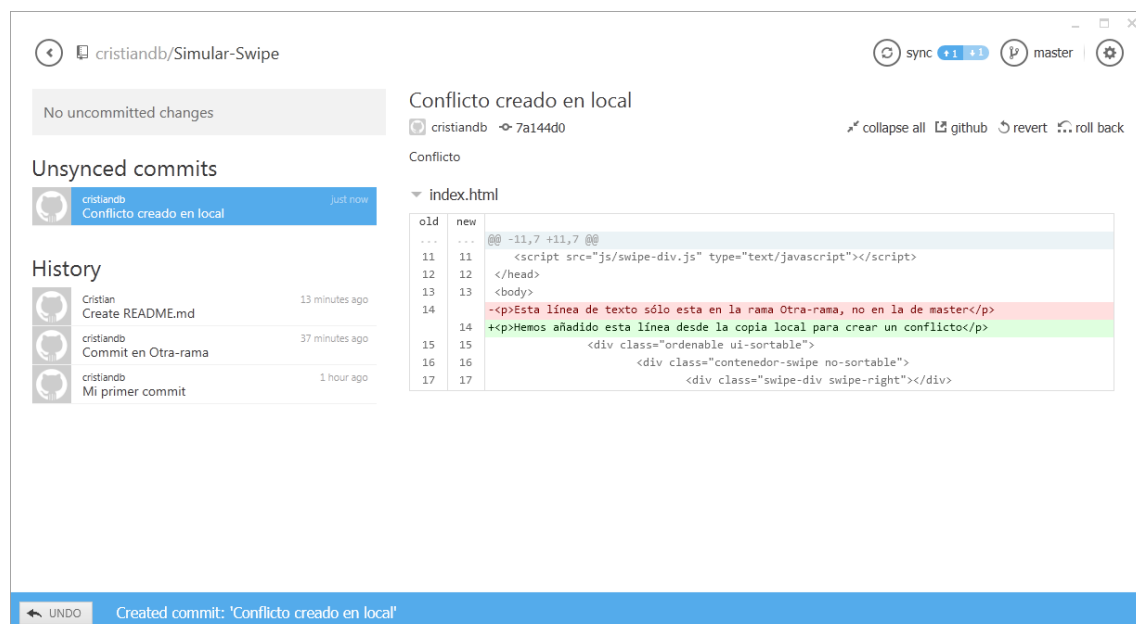 cristiandb/Simular-Swipe
sync +1 +1 master
No uncommitted changes
Unsynced commits
cristiandb just now
Conflicto creado en local
History
Cristian 13 minutes ago
Create README.md
cristiandb 37 minutes ago
Commit en Otra-rama
cristiandb 1 hour ago
Mi primer commit
Conflicto creado en local
cristiandb 7a144d0
collapse all github revert roll back
Conflicto
index.html
old new
... ... @@ -11,7 +11,7 @@
11 11 <script src="js/swipe-div.js" type="text/javascript"></script>
12 12 </head>
13 13 <body>
14 -<p>Esta línea de texto sólo esta en la rama Otra-rama, no en la de master</p>
14 +<p>Hemos añadido esta línea desde la copia local para crear un conflicto</p>
15 15 <div class="ordenable ui-sortable">
16 16 <div class="contenedor-swipe no-sortable">
17 17 <div class="swipe-div swipe-right"></div>
UNDO Created commit: 'Conflicto creado en local'